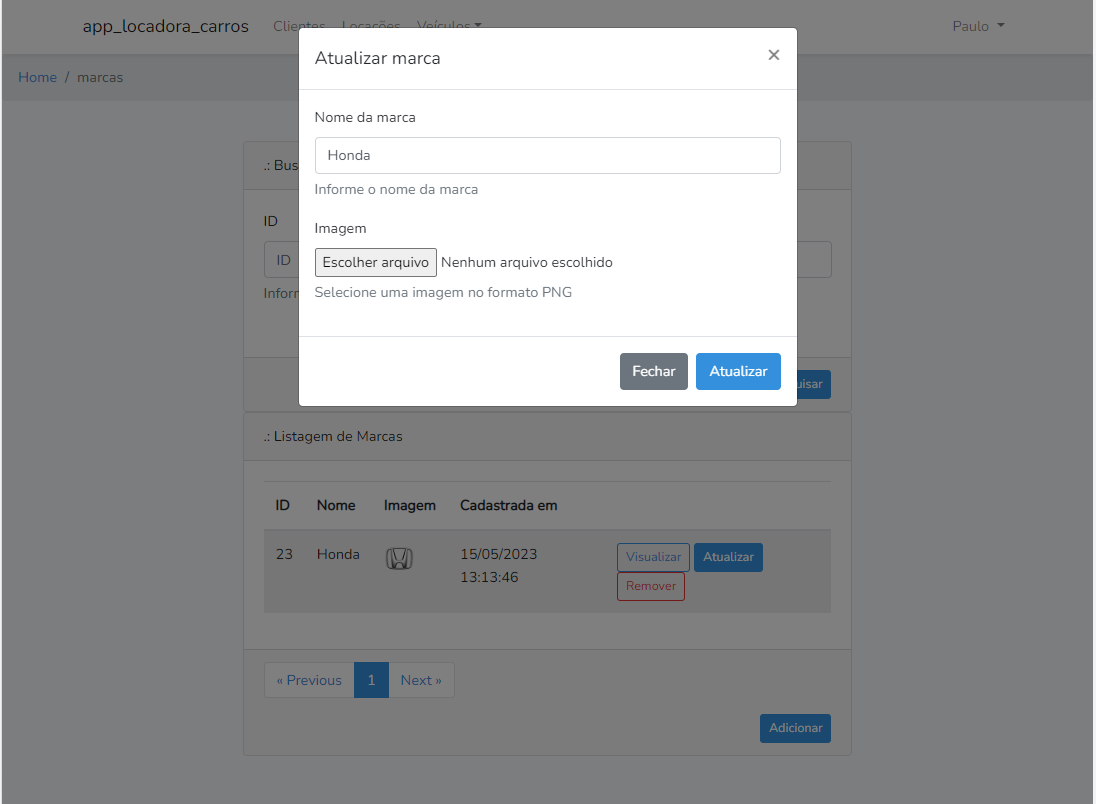 app_locadora_carros Clientes Locações Veículos Paulo
Home / marcas
Atualizar marca ×
Nome da marca
Honda
Informe o nome da marca
Imagem
Escolher arquivo Nenhum arquivo escolhido
Selecione uma imagem no formato PNG
Fechar Atualizar
.: Bus
ID
ID
Infor
uisar
.: Listagem de Marcas
ID Nome Imagem Cadastrada em
23 Honda 15/05/2023
13:13:46
Visualizar Atualizar
Remover
« Previous 1 Next »
Adicionar